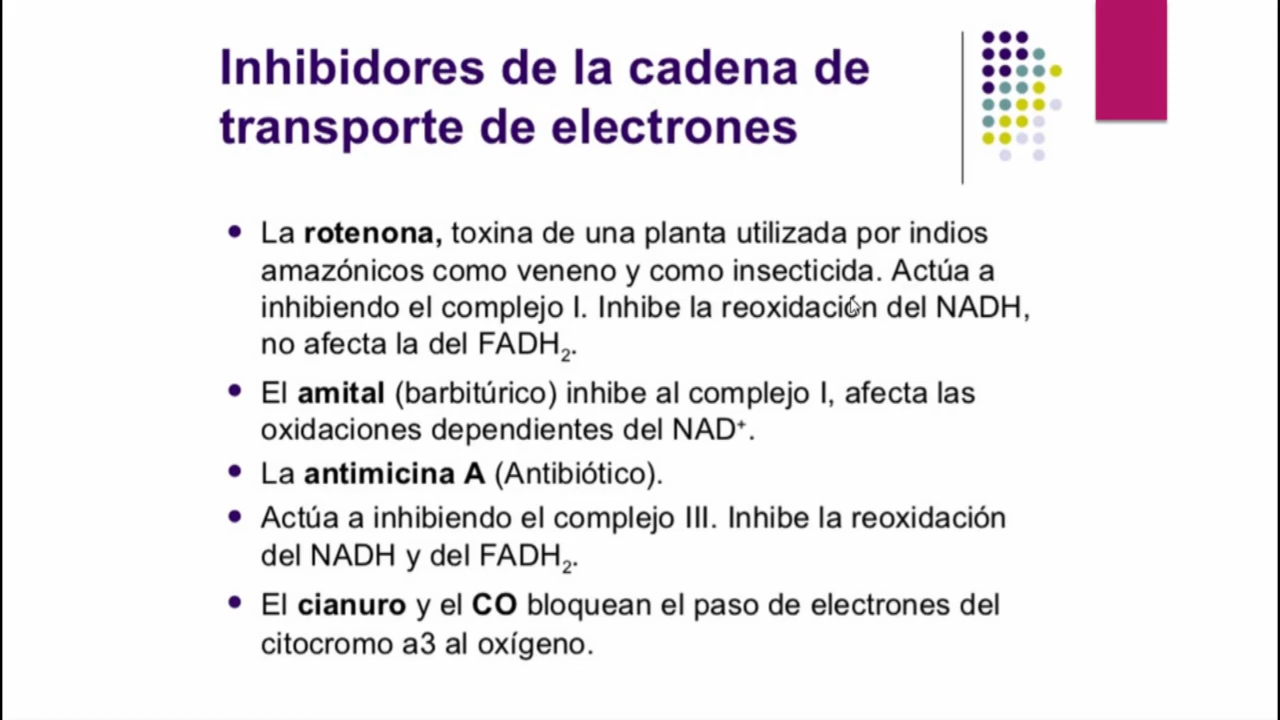 Inhibidores de la cadena de
transporte de electrones
• La rotenona, toxina de una planta utilizada por indios
amazónicos como veneno y como insecticida. Actúa a
inhibiendo el complejo I. Inhibe la reoxidación del NADH,
no afecta la del FADH₂.
• El amital (barbitúrico) inhibe al complejo I, afecta las
oxidaciones dependientes del NAD⁺.
• La antimicina A (Antibiótico).
• Actúa a inhibiendo el complejo III. Inhibe la reoxidación
del NADH y del FADH₂.
• El cianuro y el CO bloquean el paso de electrones del
citocromo a3 al oxígeno.